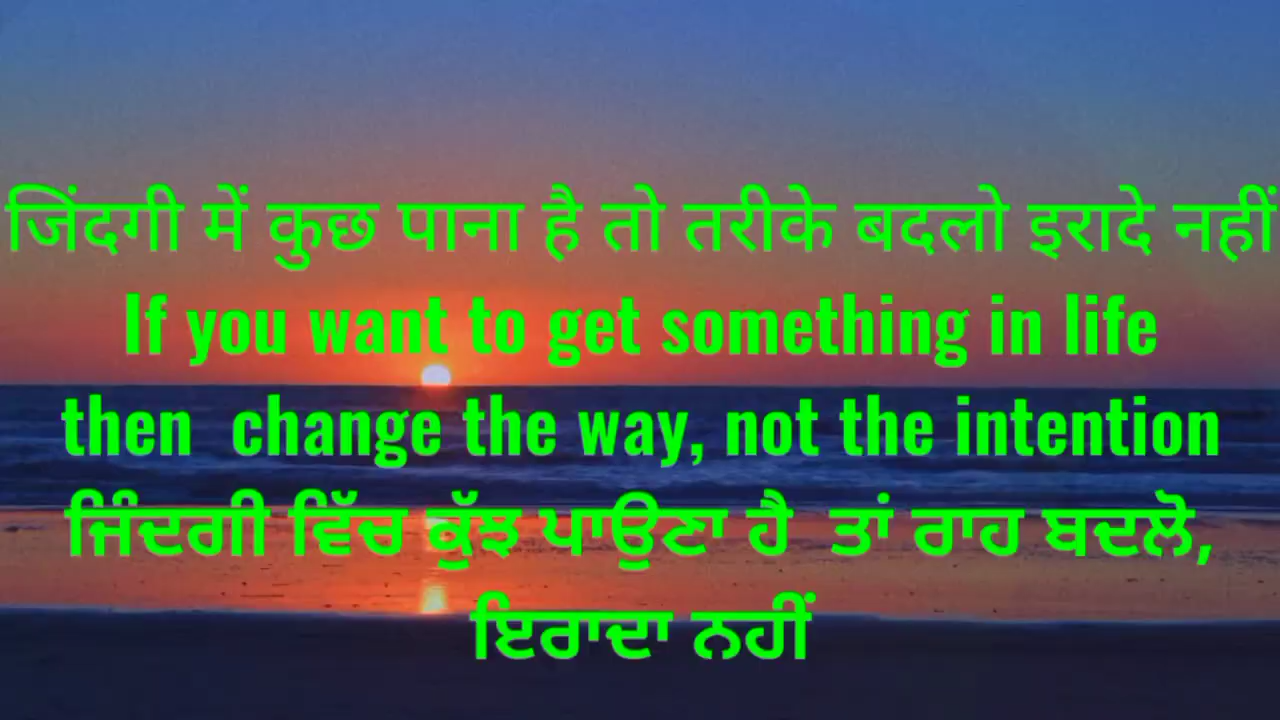 जिंदगी में कुछ पाना है तो तरीके बदलो इरादे नहीं
If you want to get something in life
then  change the way, not the intention
ਜਿੰਦਗੀ ਵਿੱਚ ਕੁੱਝ ਪਾਉਣਾ ਹੈ  ਤਾਂ ਰਾਹ ਬਦਲੋ,
ਇਰਾਦਾ ਨਹੀਂ